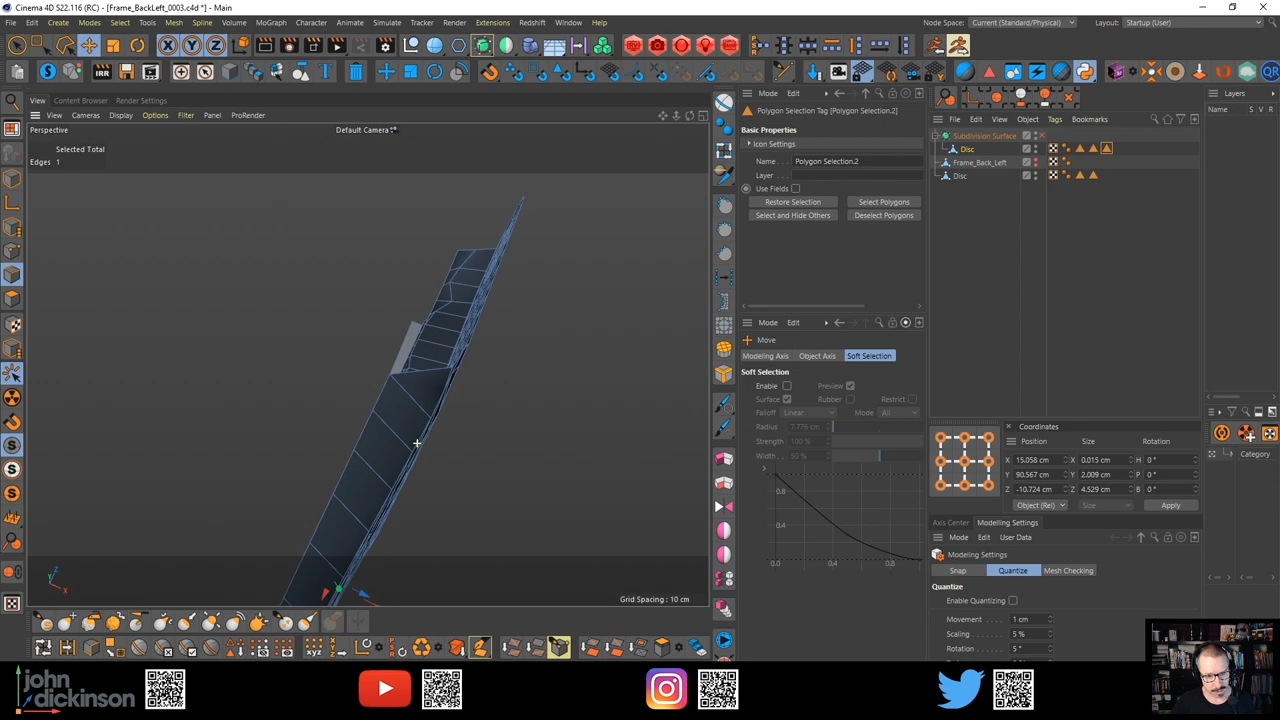 Cinema 4D S22.116 (RC) - [Frame_BackLeft_0003.c4d *] - Main
File Edit Create Modes Select Tools Mesh Spline Volume MoGraph Character Animate Simulate Tracker Render Extensions Redshift Window Help
Node Space: Current (Standard/Physical) Layout: Startup (User)
X Y Z
IRR
QR
View Content Browser Render Settings
View Cameras Display Options Filter Panel ProRender
Perspective
Default Camera
Selected Total
Edges 1
Grid Spacing : 10 cm
Mode Edit
Polygon Selection Tag [Polygon Selection.2]
Basic Properties
Icon Settings
Name . . Polygon Selection.2
Layer
Use Fields
Restore Selection Select Polygons
Select and Hide Others Deselect Polygons
Mode Edit
Move
Modeling Axis Object Axis Soft Selection
Soft Selection
Enable Preview
Surface Rubber Restrict
Falloff Linear Mode All
Radius 7.776 cm
Strength 100 %
Width . . 50 %
0.8
0.4
0.0 0.4 0.8
File Edit View Object Tags Bookmarks
Subdivision Surface
Disc
Frame_Back_Left
Disc
Layers
Name S V R
Category
Coordinates
Position Size Rotation
X 15.058 cm X 0.015 cm H 0 °
Y 90.567 cm Y 2.009 cm P 0 °
Z -10.724 cm Z 4.529 cm B 0 °
Object (Rel) Size Apply
Axis Center Modeling Settings
Mode Edit User Data
Modeling Settings
Snap Quantize Mesh Checking
Quantize
Enable Quantizing
Movement 1 cm
Scaling 5 %
Rotation 5 °
john
dickinson